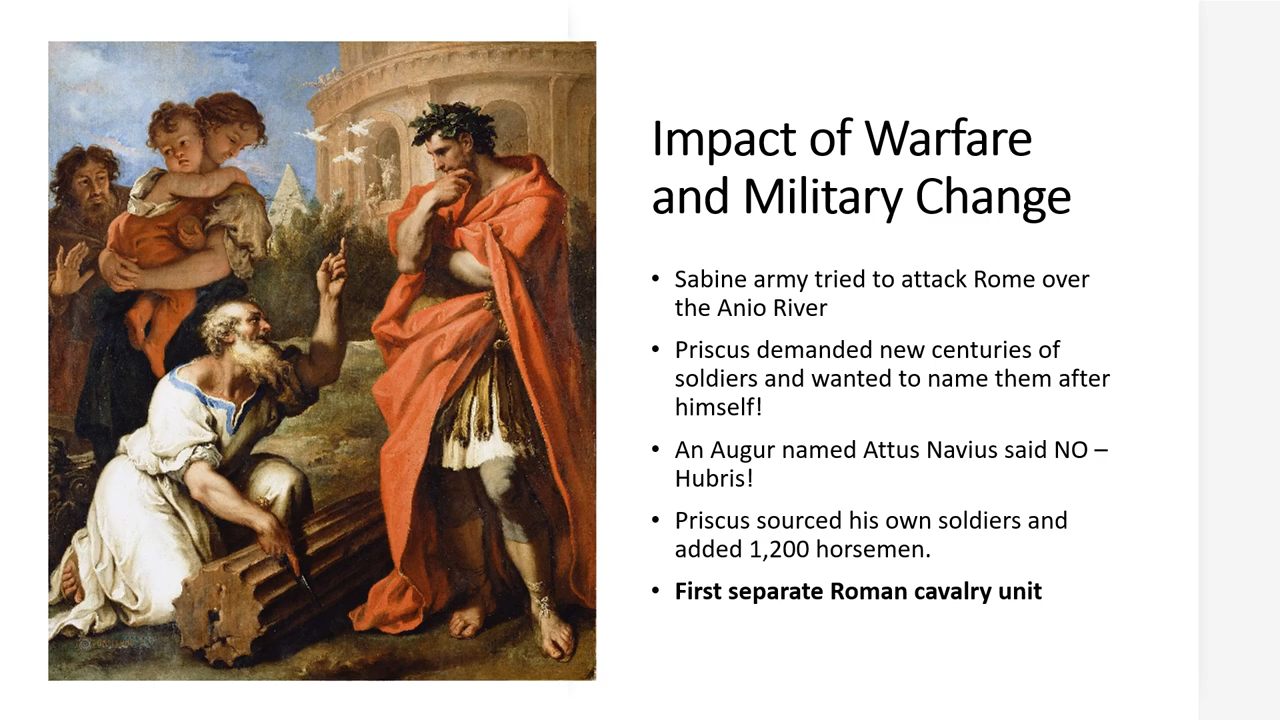 Impact of Warfare
and Military Change
• Sabine army tried to attack Rome over
the Anio River
• Priscus demanded new centuries of
soldiers and wanted to name them after
himself!
• An Augur named Attus Navius said NO –
Hubris!
• Priscus sourced his own soldiers and
added 1,200 horsemen.
• First separate Roman cavalry unit